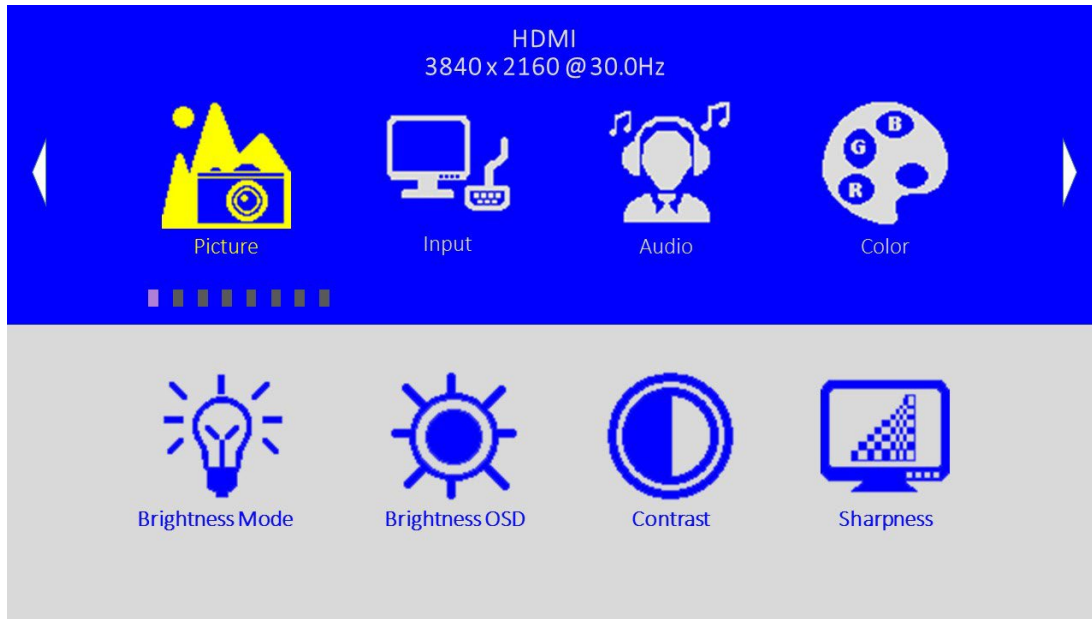 HDMI
3840 x 2160 @ 30.0Hz
Picture Input Audio Color
B
G
R
Brightness Mode Brightness OSD Contrast Sharpness